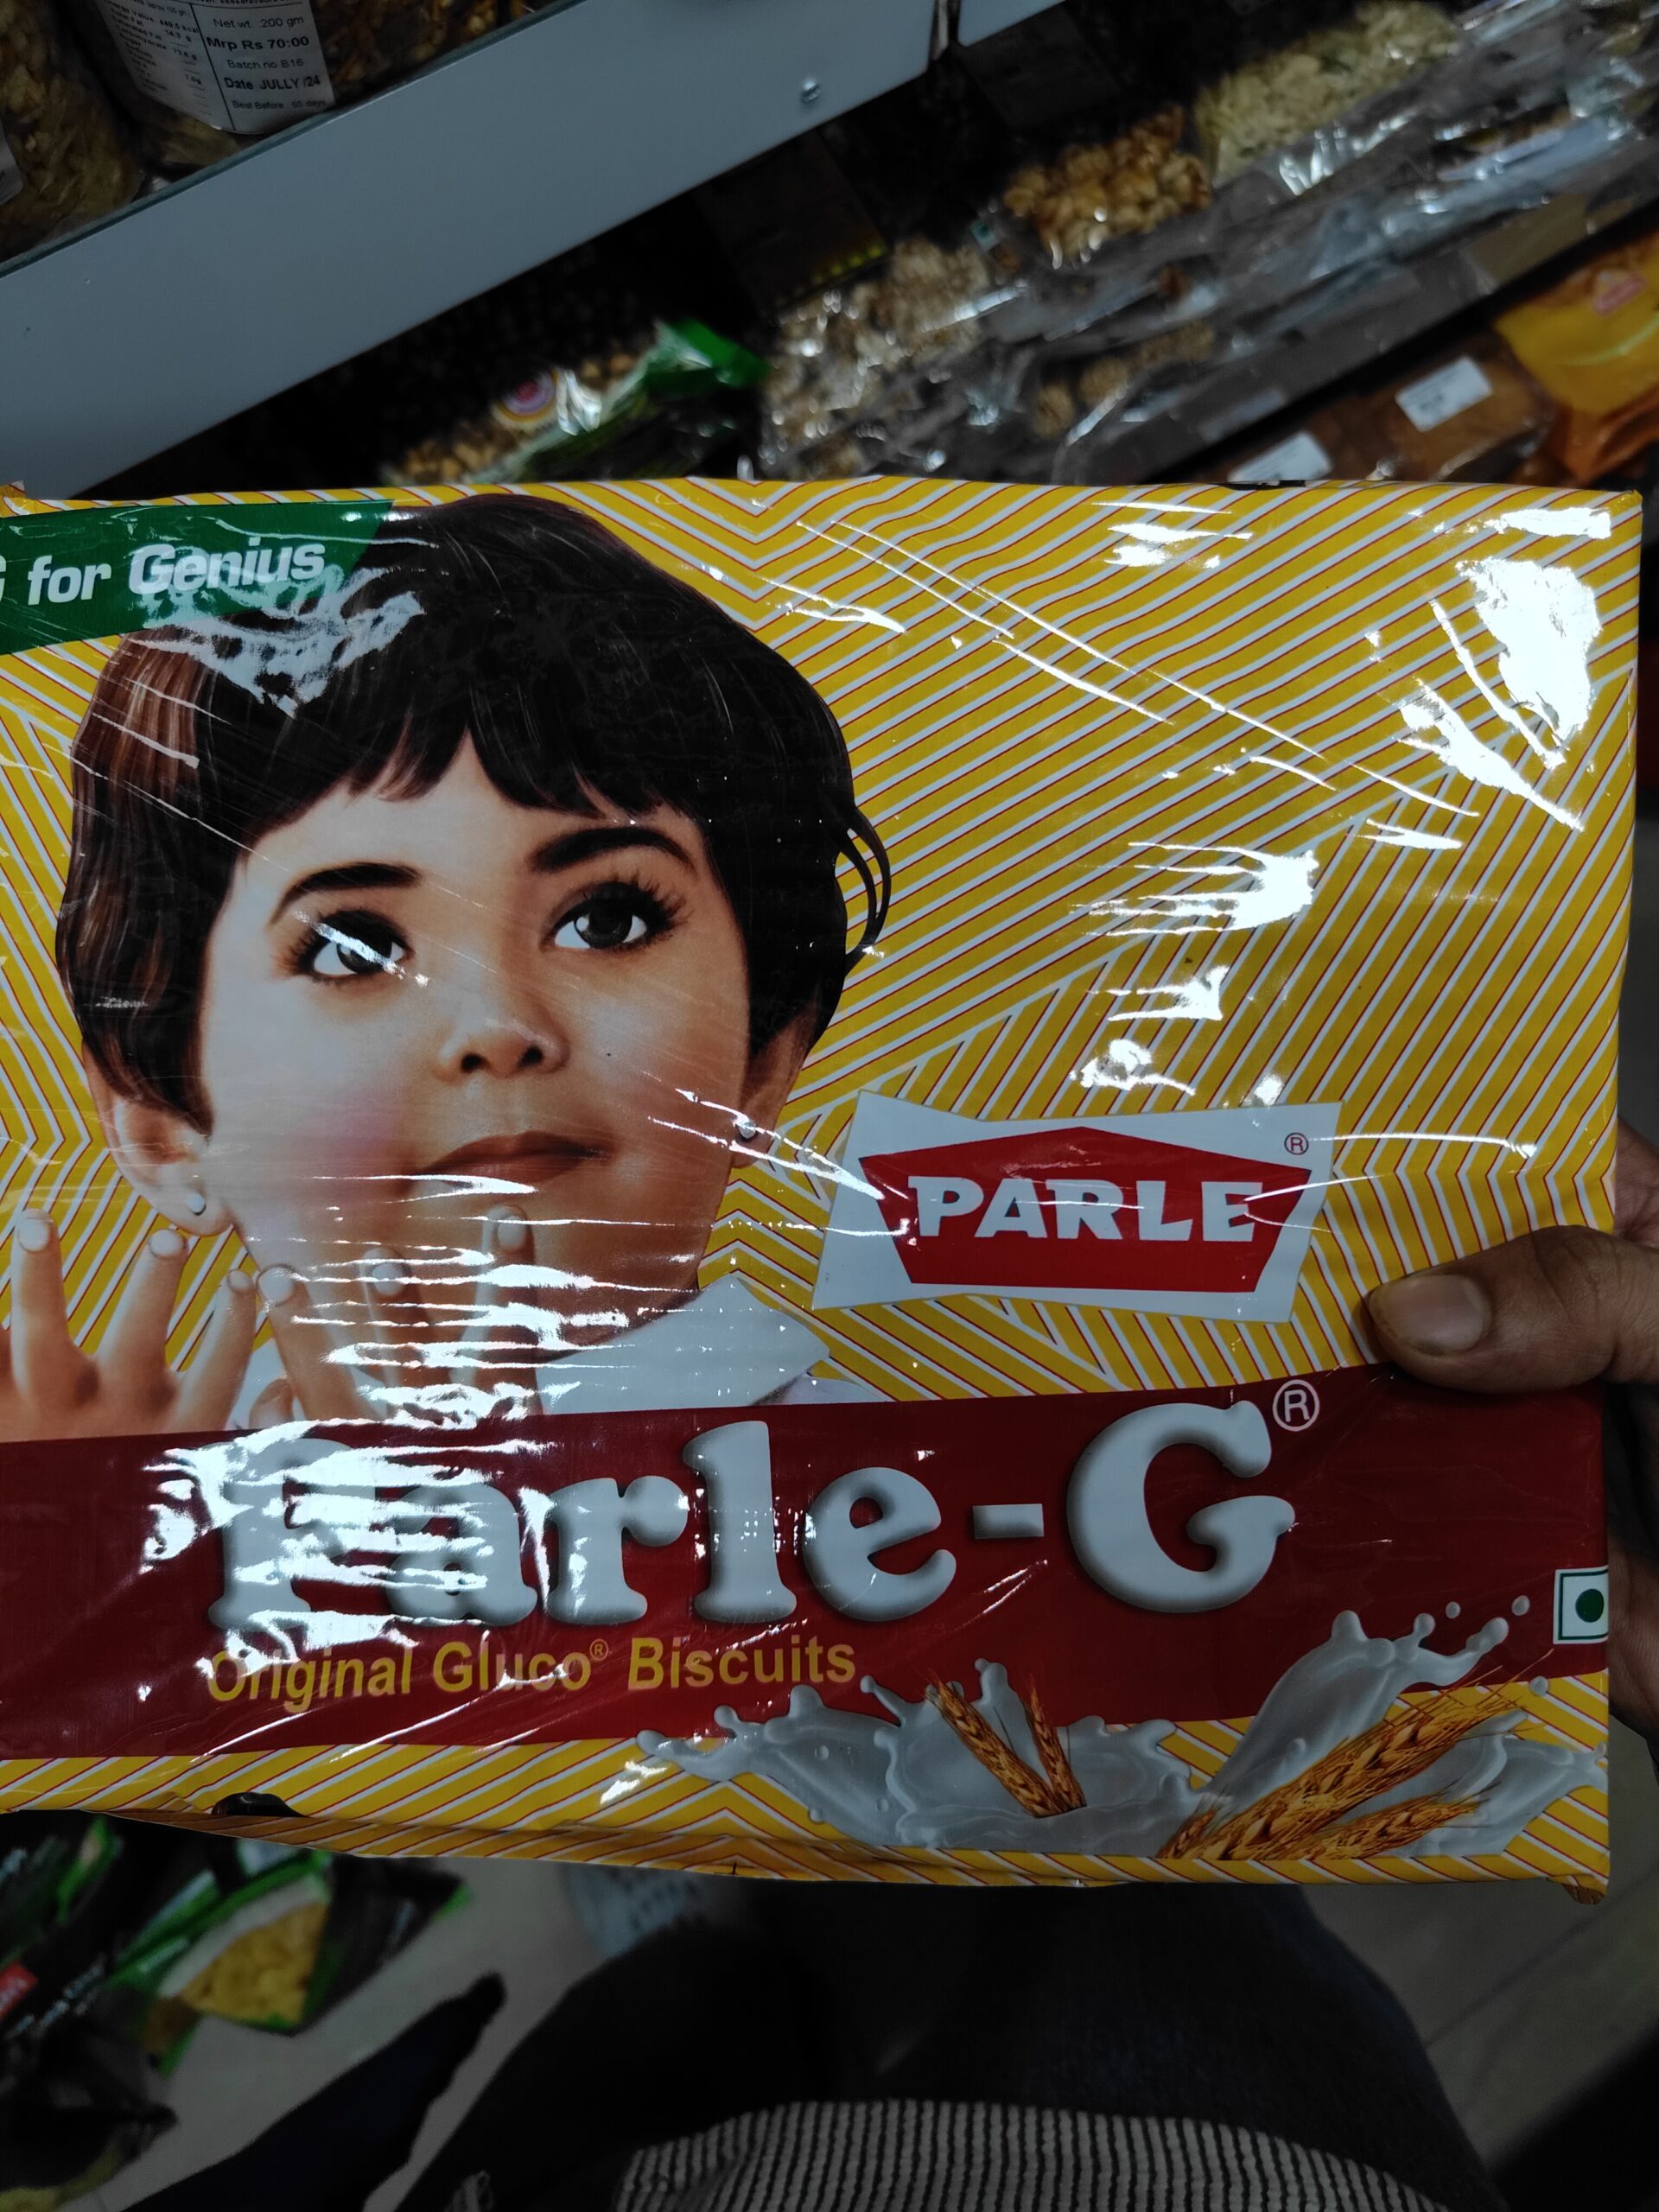 Net wt. 200 gm
Mrp Rs 70:00
Batch no B16
Date JULLY /24
Best Before 60 days
for Genius
PARLE®
Parle-G®
Original Gluco® Biscuits